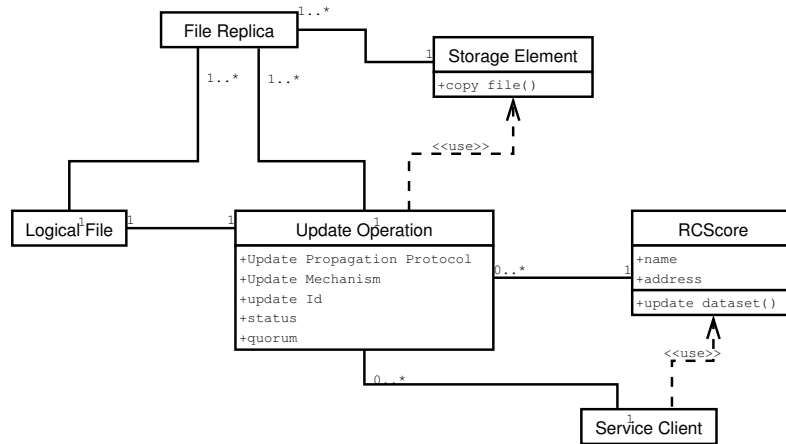 1..*
File Replica
1
Storage Element
1..*
1..*
+copy file()
<<use>>
Logical File
1
1
1
Update Operation
1
RCScore
+Update Propagation Protocol
+Update Mechanism
+update Id
+status
+quorum
0..*
1
+name
+address
+update dataset()
<<use>>
0..*
1
Service Client